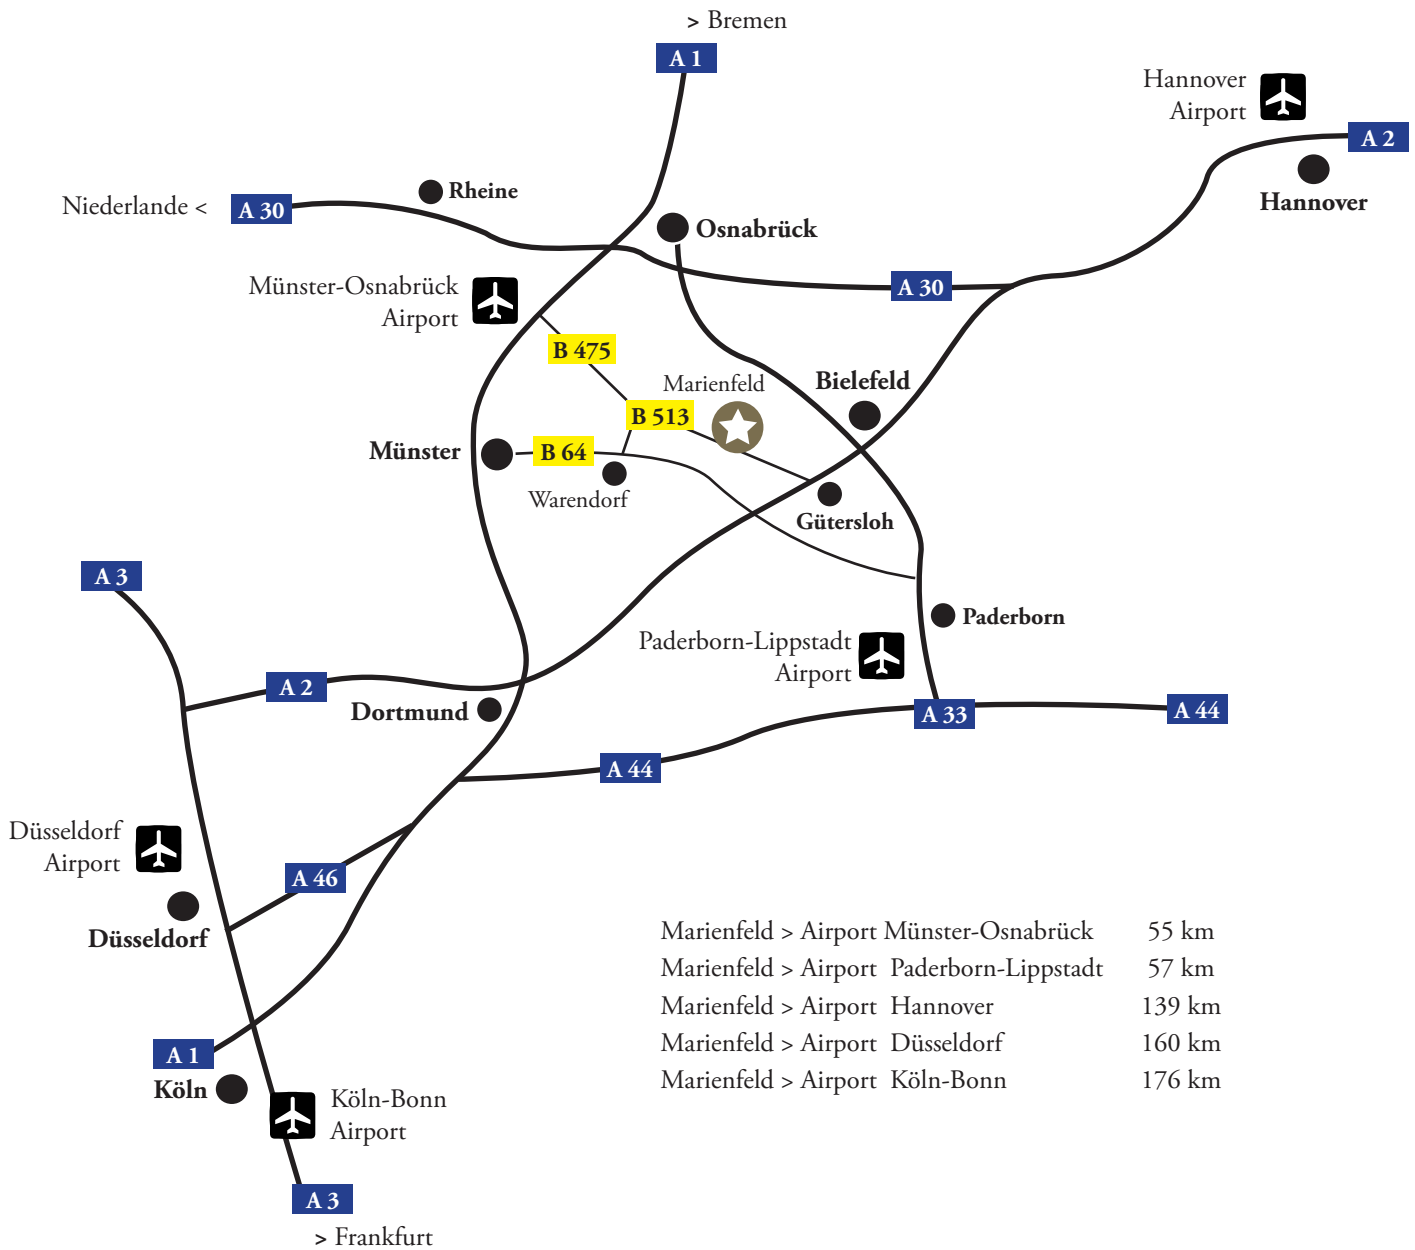 > Bremen
A 1
Hannover
Airport
A 2
Hannover
Rheine
Niederlande <
A 30
Osnabrück
Münster-Osnabrück
Airport
A 30
B 475
Marienfeld
Bielefeld
B 513
Münster
B 64
Warendorf
Gütersloh
A 3
Paderborn
Paderborn-Lippstadt
Airport
A 2
Dortmund
A 33
A 44
A 44
Düsseldorf
Airport
A 46
Düsseldorf
Marienfeld > Airport Münster-Osnabrück 55 km
Marienfeld > Airport Paderborn-Lippstadt 57 km
Marienfeld > Airport Hannover 139 km
Marienfeld > Airport Düsseldorf 160 km
Marienfeld > Airport Köln-Bonn 176 km
A 1
Köln
Köln-Bonn
Airport
A 3
> Frankfurt